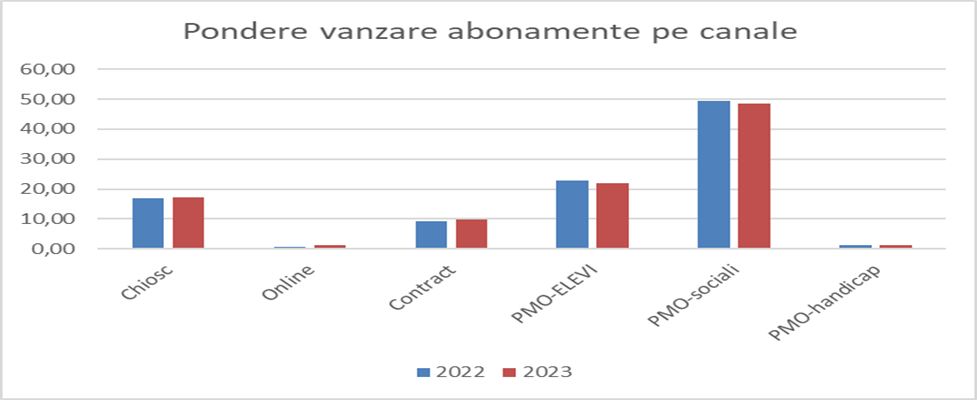 Pondere vanzare abonamente pe canale
60,00
50,00
40,00
30,00
20,00
10,00
0,00
Chiosc
Online
Contract
PMO-ELEVI
PMO-sociali
PMO-handicap
2022 2023